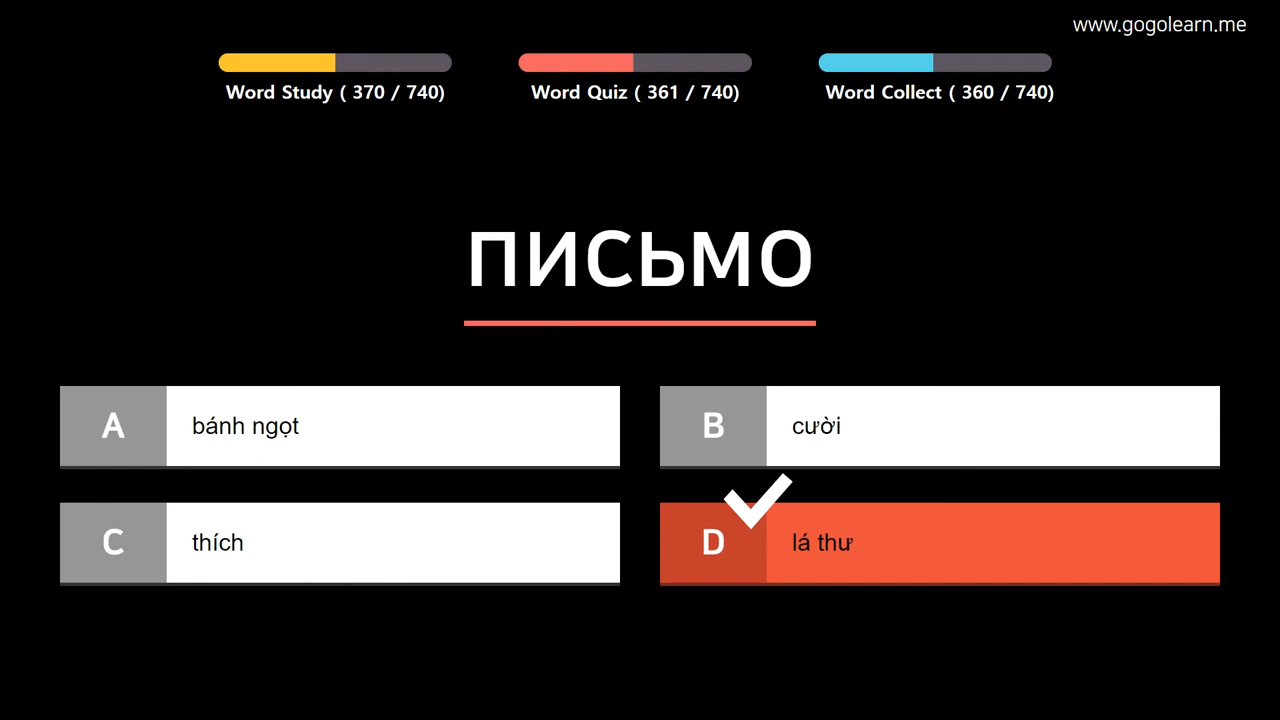 www.gogolearn.me
Word Study ( 370 / 740)
Word Quiz ( 361 / 740)
Word Collect ( 360 / 740)
письмо
A bánh ngọt
B cười
C thích
D lá thư